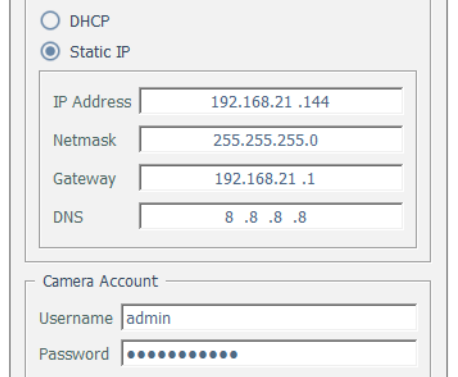 DHCP
Static IP
IP Address 192.168.21 .144
Netmask 255.255.255.0
Gateway 192.168.21 .1
DNS 8 .8 .8 .8
Camera Account
Username admin
Password ●●●●●●●●●●●